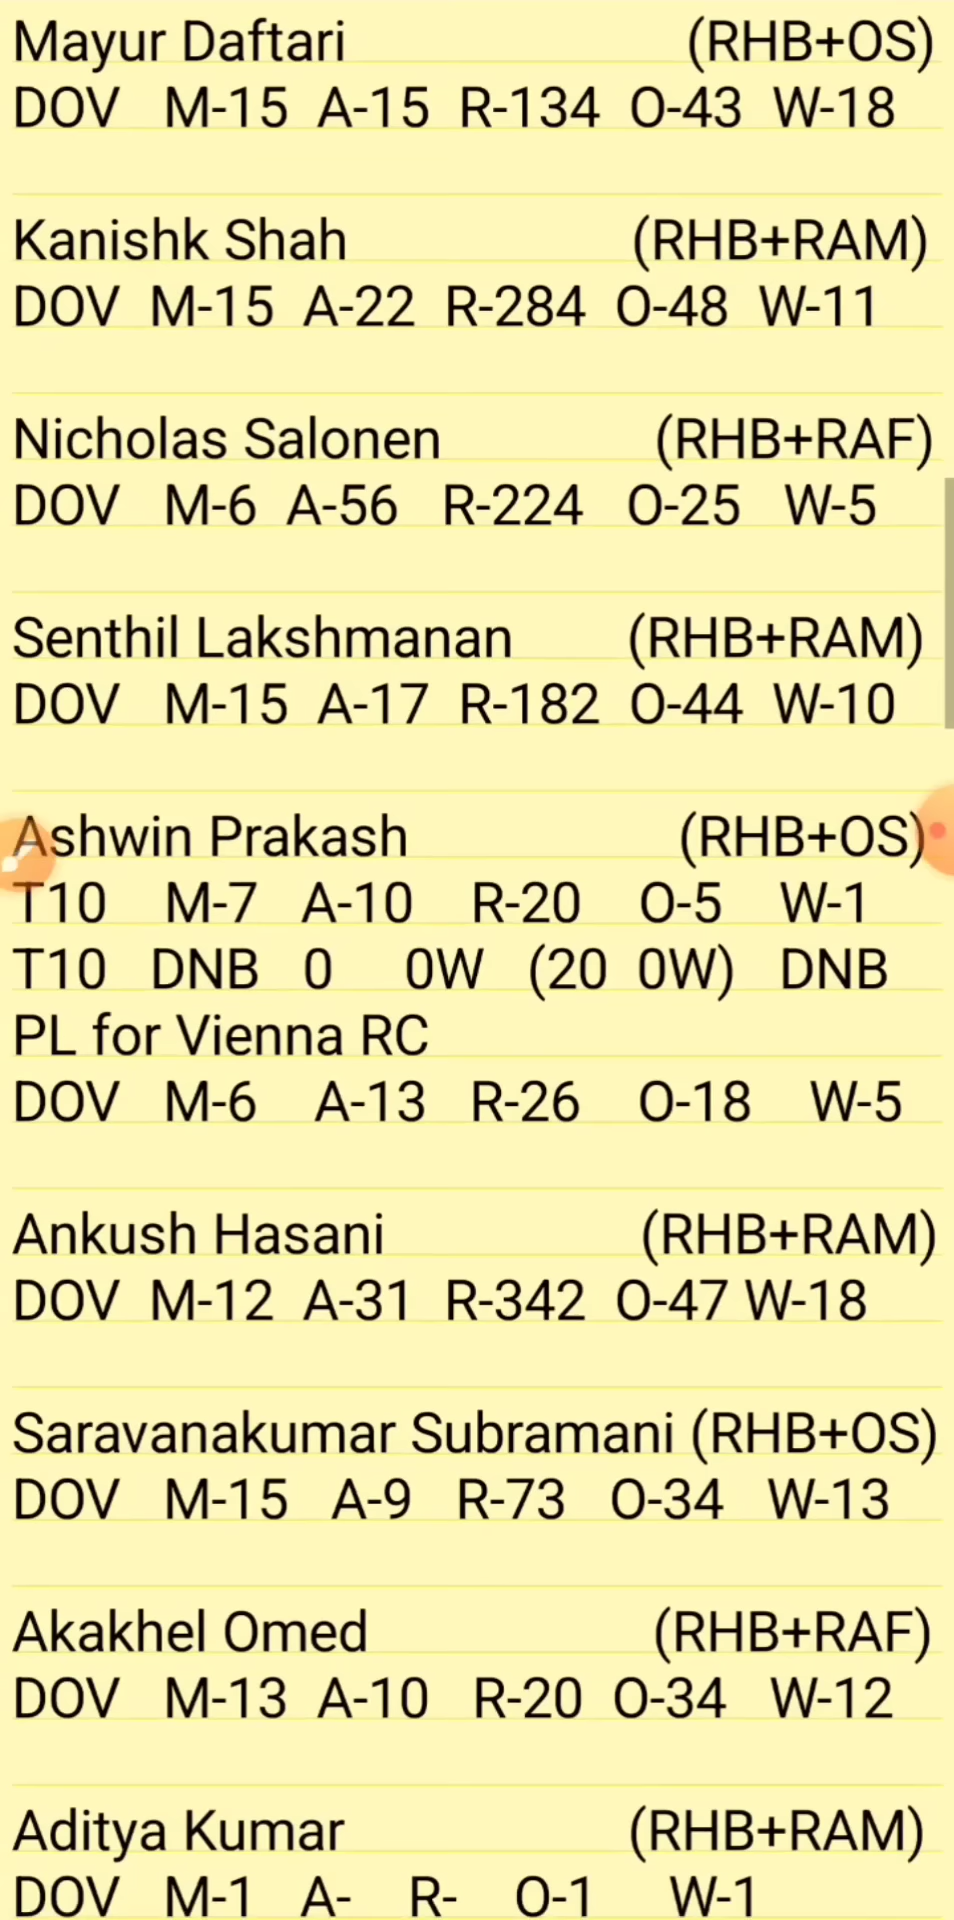 Mayur Daftari (RHB+OS)
DOV M-15 A-15 R-134 O-43 W-18
Kanishk Shah (RHB+RAM)
DOV M-15 A-22 R-284 O-48 W-11
Nicholas Salonen (RHB+RAF)
DOV M-6 A-56 R-224 O-25 W-5
Senthil Lakshmanan (RHB+RAM)
DOV M-15 A-17 R-182 O-44 W-10
Ashwin Prakash (RHB+OS)
T10 M-7 A-10 R-20 O-5 W-1
T10 DNB 0 0W (20 0W) DNB
PL for Vienna RC
DOV M-6 A-13 R-26 O-18 W-5
Ankush Hasani (RHB+RAM)
DOV M-12 A-31 R-342 O-47 W-18
Saravanakumar Subramani (RHB+OS)
DOV M-15 A-9 R-73 O-34 W-13
Akakhel Omed (RHB+RAF)
DOV M-13 A-10 R-20 O-34 W-12
Aditya Kumar (RHB+RAM)
DOV M-1 A- R- O-1 W-1